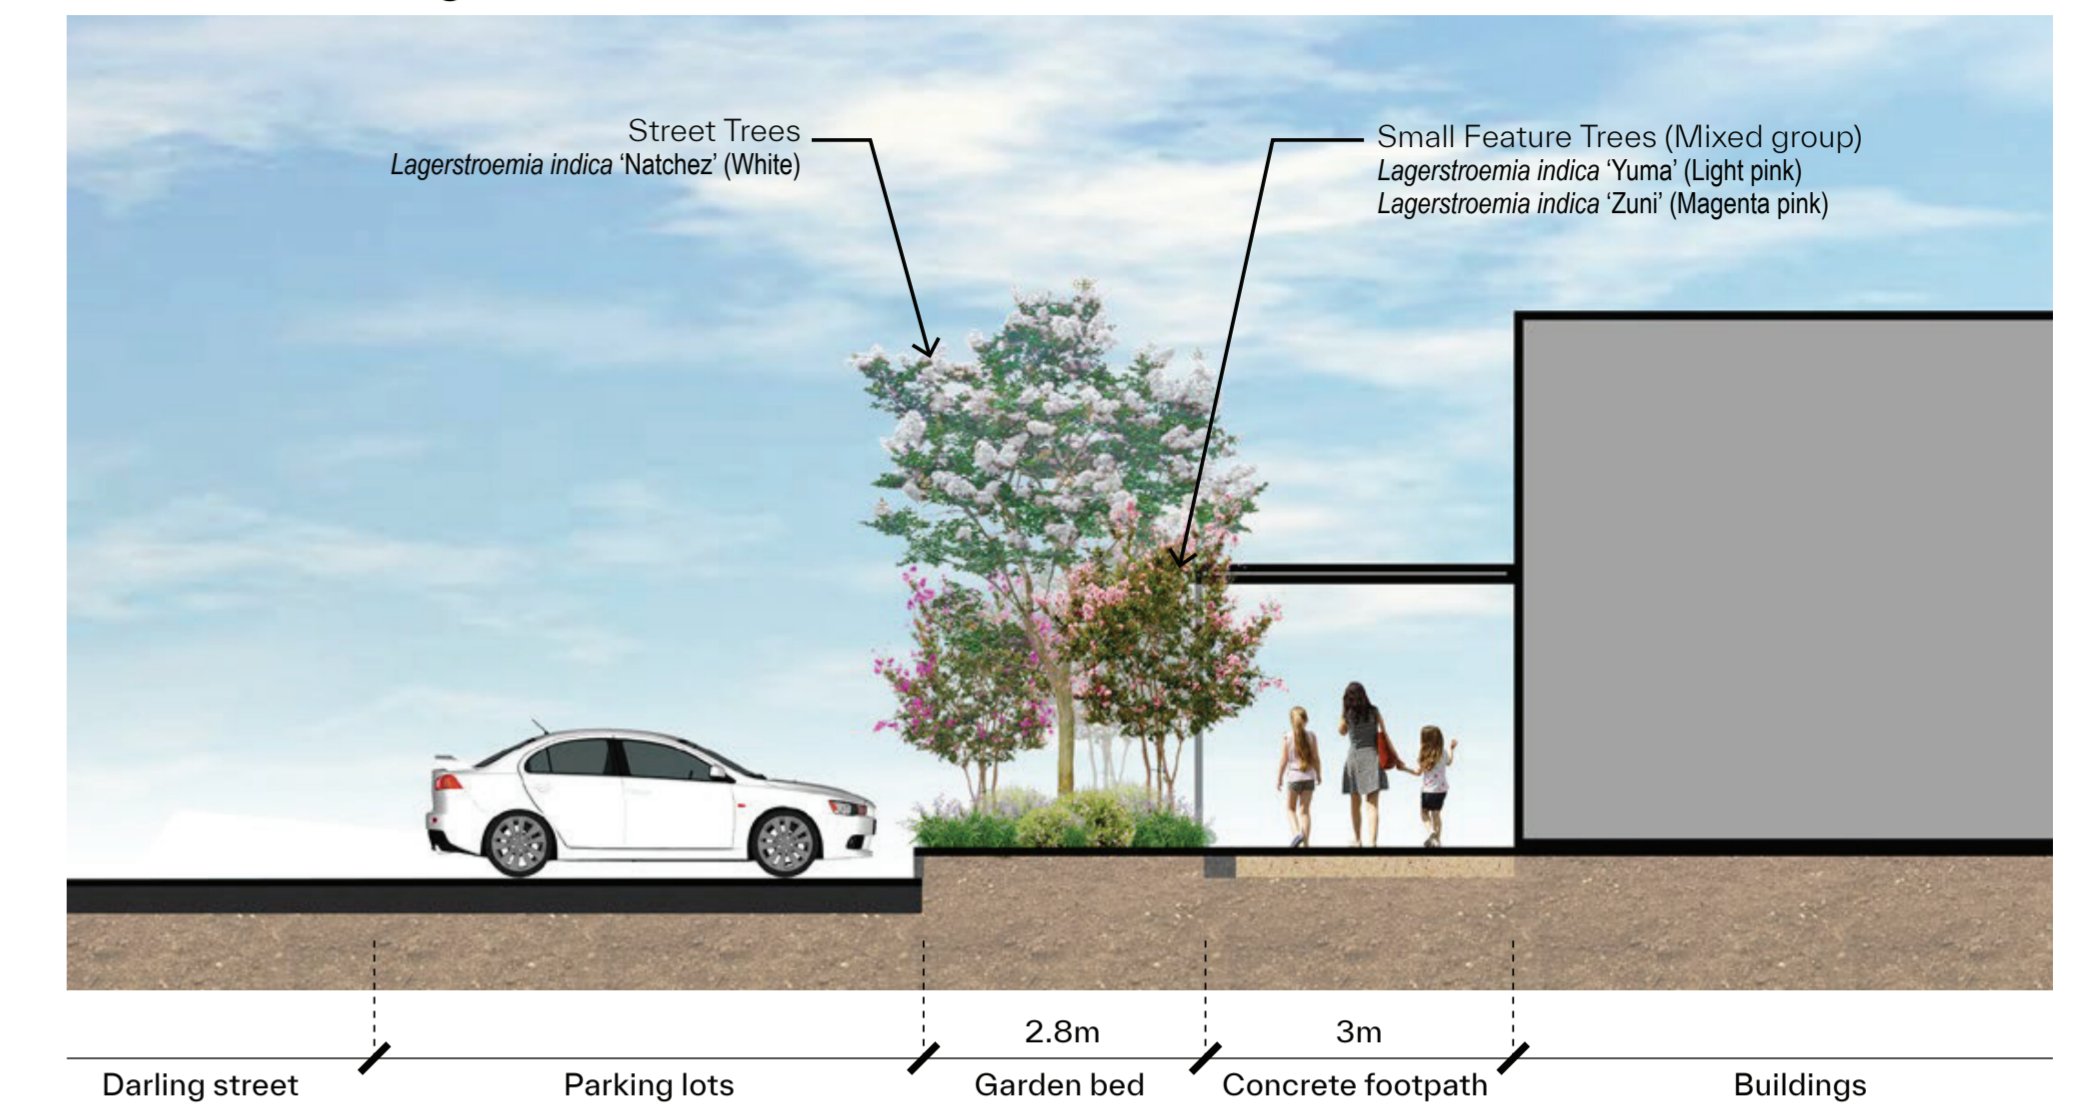 Street Trees
Lagerstroemia indica ‘Natchez’ (White)
Small Feature Trees (Mixed group)
Lagerstroemia indica ‘Yuma’ (Light pink)
Lagerstroemia indica ‘Zuni’ (Magenta pink)
2.8m
3m
Darling street
Parking lots
Garden bed
Concrete footpath
Buildings